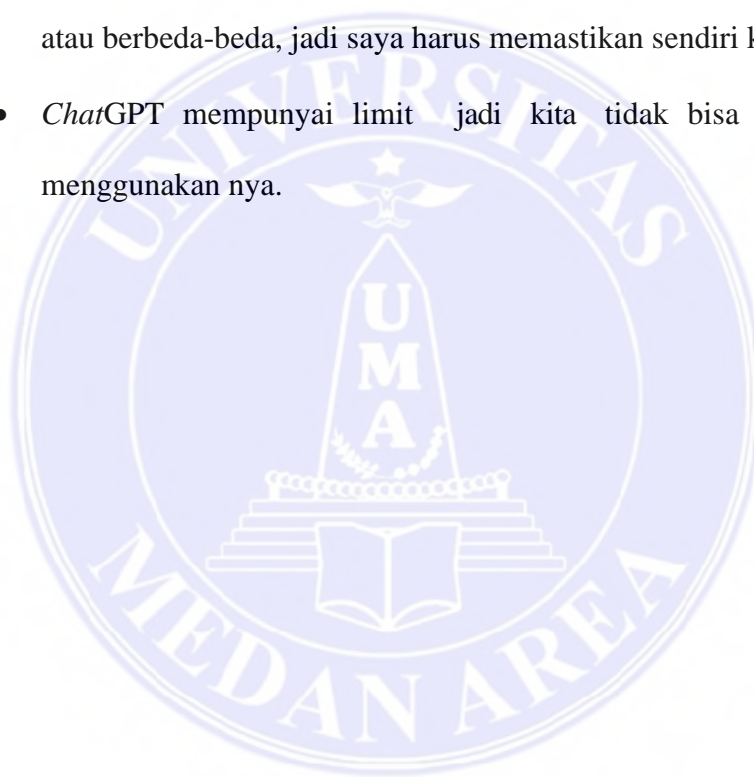 atau berbeda-beda, jadi saya harus memastikan sendiri
• ChatGPT mempunyai limit jadi kita tidak bisa
menggunakan nya.
UNIVERSITAS
UMA
MEDAN AREA